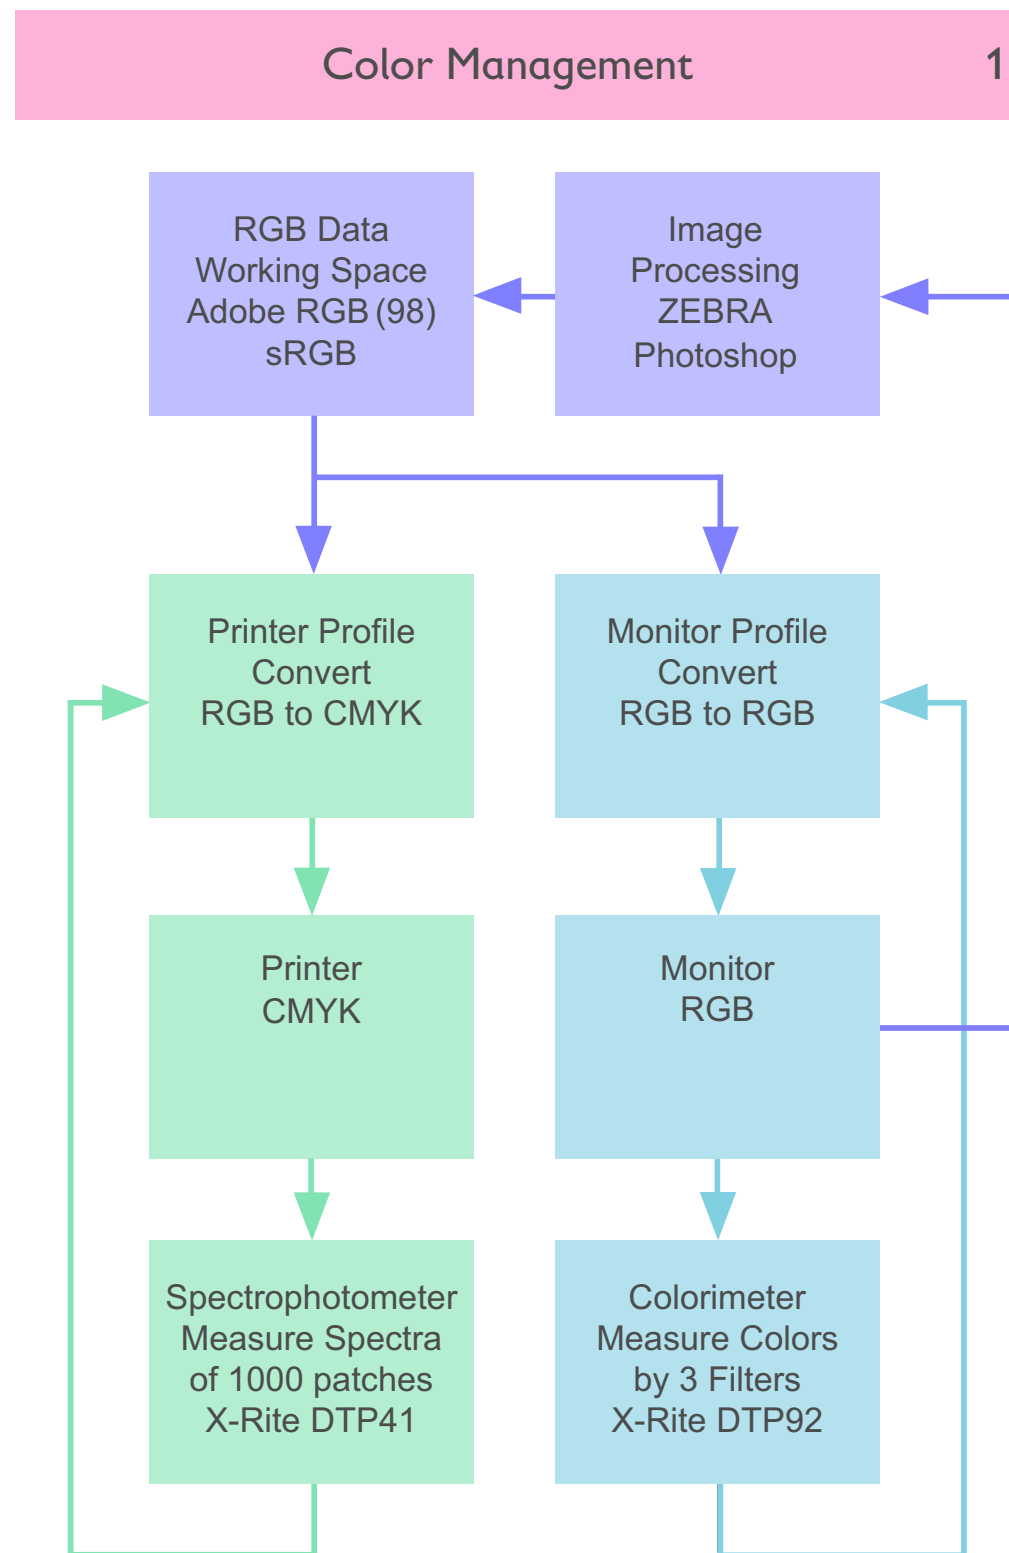 Color Management 1
RGB Data
Working Space
Adobe RGB (98)
sRGB
Image
Processing
ZEBRA
Photoshop
Printer Profile
Convert
RGB to CMYK
Monitor Profile
Convert
RGB to RGB
Printer
CMYK
Monitor
RGB
Spectrophotometer
Measure Spectra
of 1000 patches
X-Rite DTP41
Colorimeter
Measure Colors
by 3 Filters
X-Rite DTP92